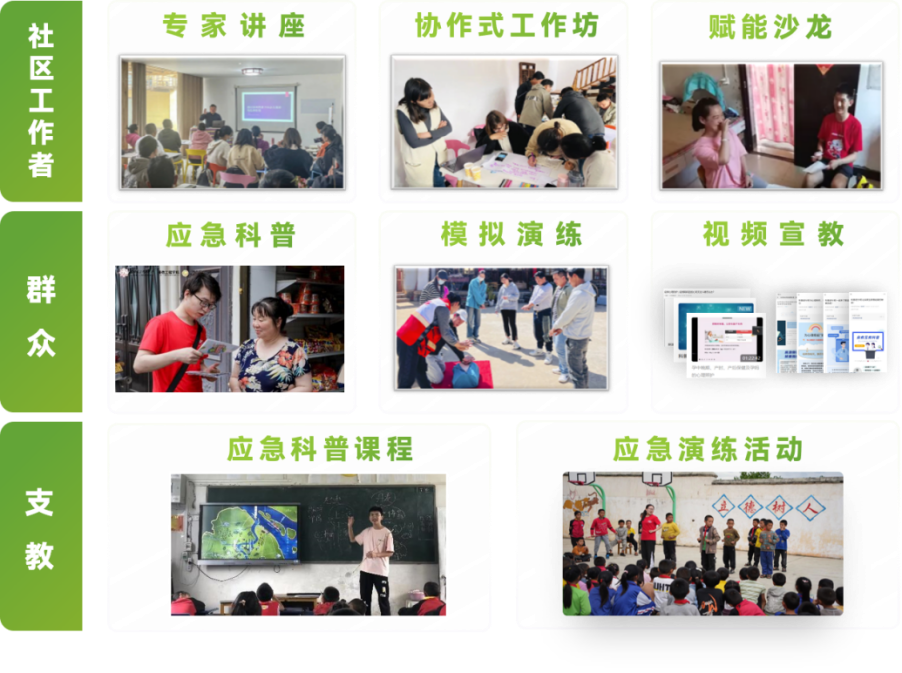 社区工作者
专家讲座
协作式工作坊
赋能沙龙
群众
应急科普
模拟演练
视频宣教
支教
应急科普课程
应急演练活动
立德树人